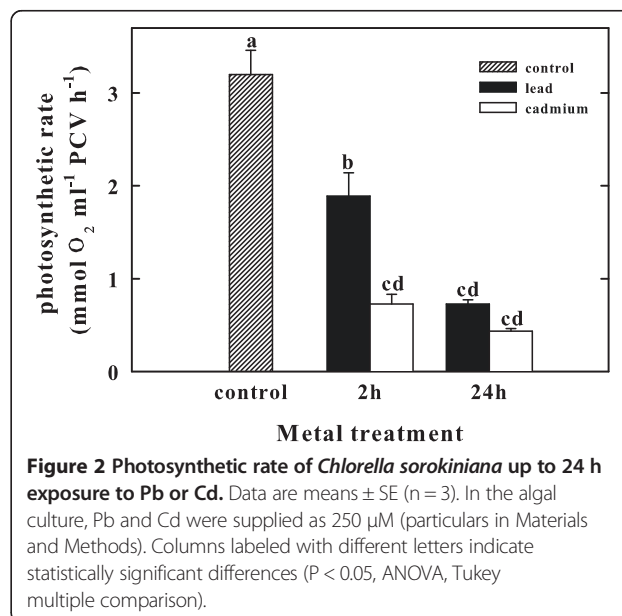 photosynthetic rate
(mmol O₂ ml⁻¹ PCV h⁻¹)
3
2
1
0
a
b
cd
cd
cd
control
lead
cadmium
control
2h
24h
Metal treatment
Figure 2 Photosynthetic rate of Chlorella sorokiniana up to 24 h
exposure to Pb or Cd. Data are means ± SE (n = 3). In the algal
culture, Pb and Cd were supplied as 250 μM (particulars in Materials
and Methods). Columns labeled with different letters indicate
statistically significant differences (P < 0.05, ANOVA, Tukey
multiple comparison).